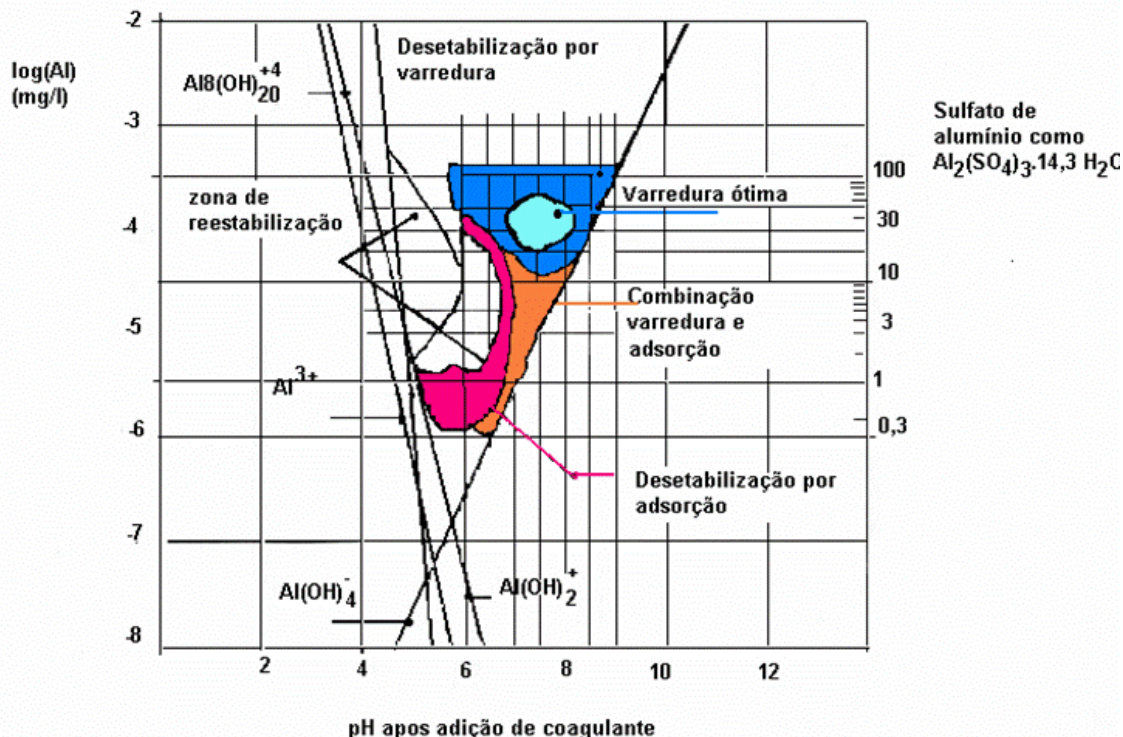 log(Al)
(mg/l)
-2
-3
-4
-5
-6
-7
-8
Desetabilização por
varredura
Al8(OH)+4
20
zona de
reestabilização
Al3+
Al(OH)-4
Al(OH)+2
Varredura ótima
Combinação
varredura e
adsorção
Desetabilização por
adsorção
100
30
10
3
1
0,3
Sulfato de
alumínio como
Al2(SO4)3.14,3 H2O
2
4
6
8
10
12
pH apos adição de coagulante